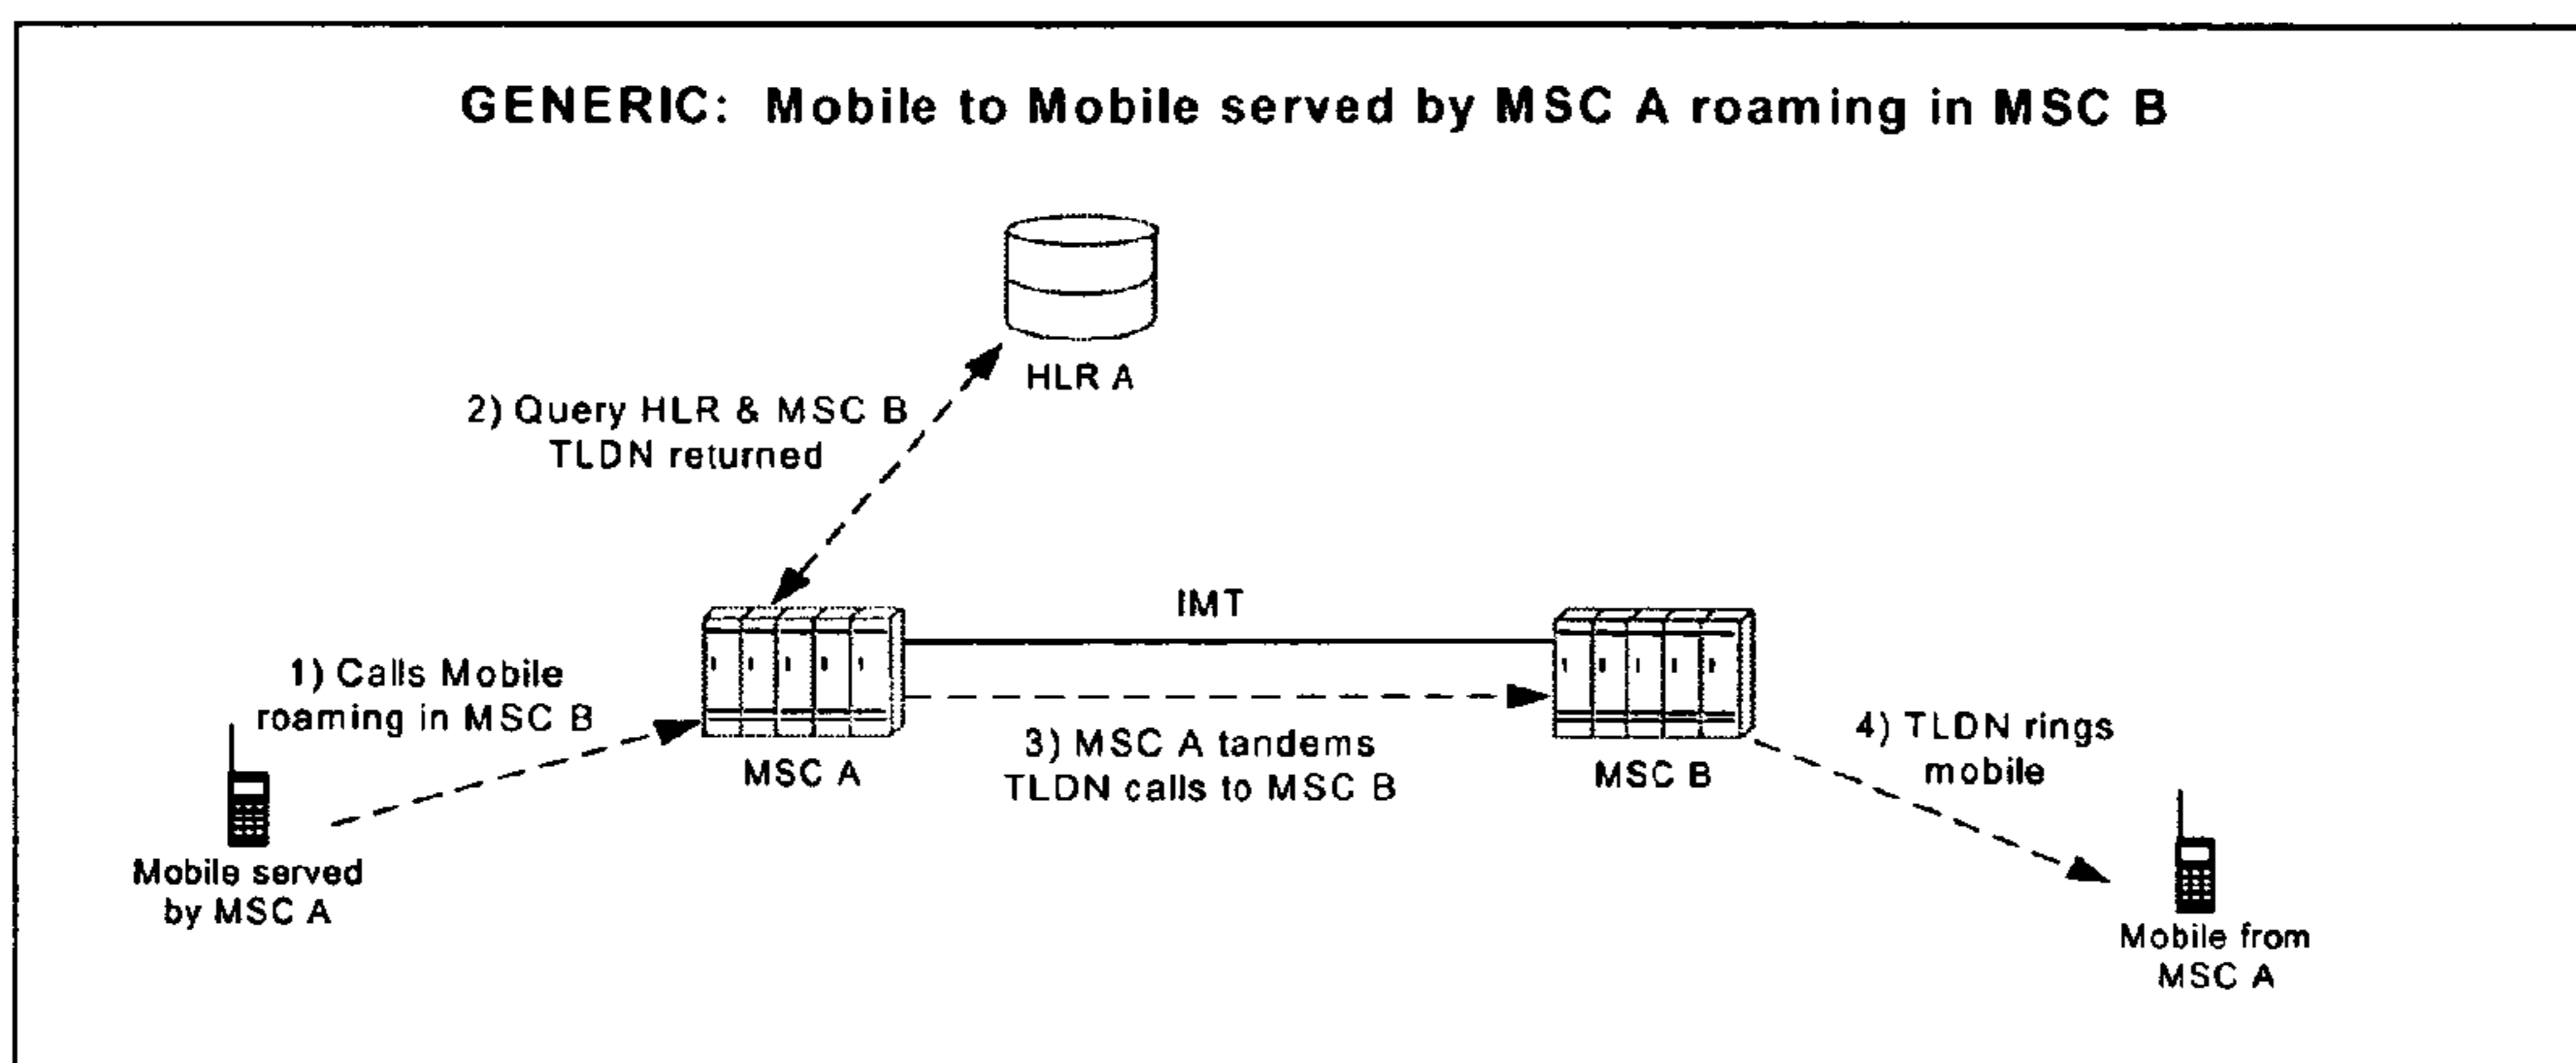 GENERIC: Mobile to Mobile served by MSC A roaming in MSC B
HLR A
2) Query HLR & MSC B
TLDN returned
IMT
1) Calls Mobile
roaming in MSC B
MSC A
3) MSC A tandems
TLDN calls to MSC B
MSC B
4) TLDN rings
mobile
Mobile served
by MSC A
Mobile from
MSC A